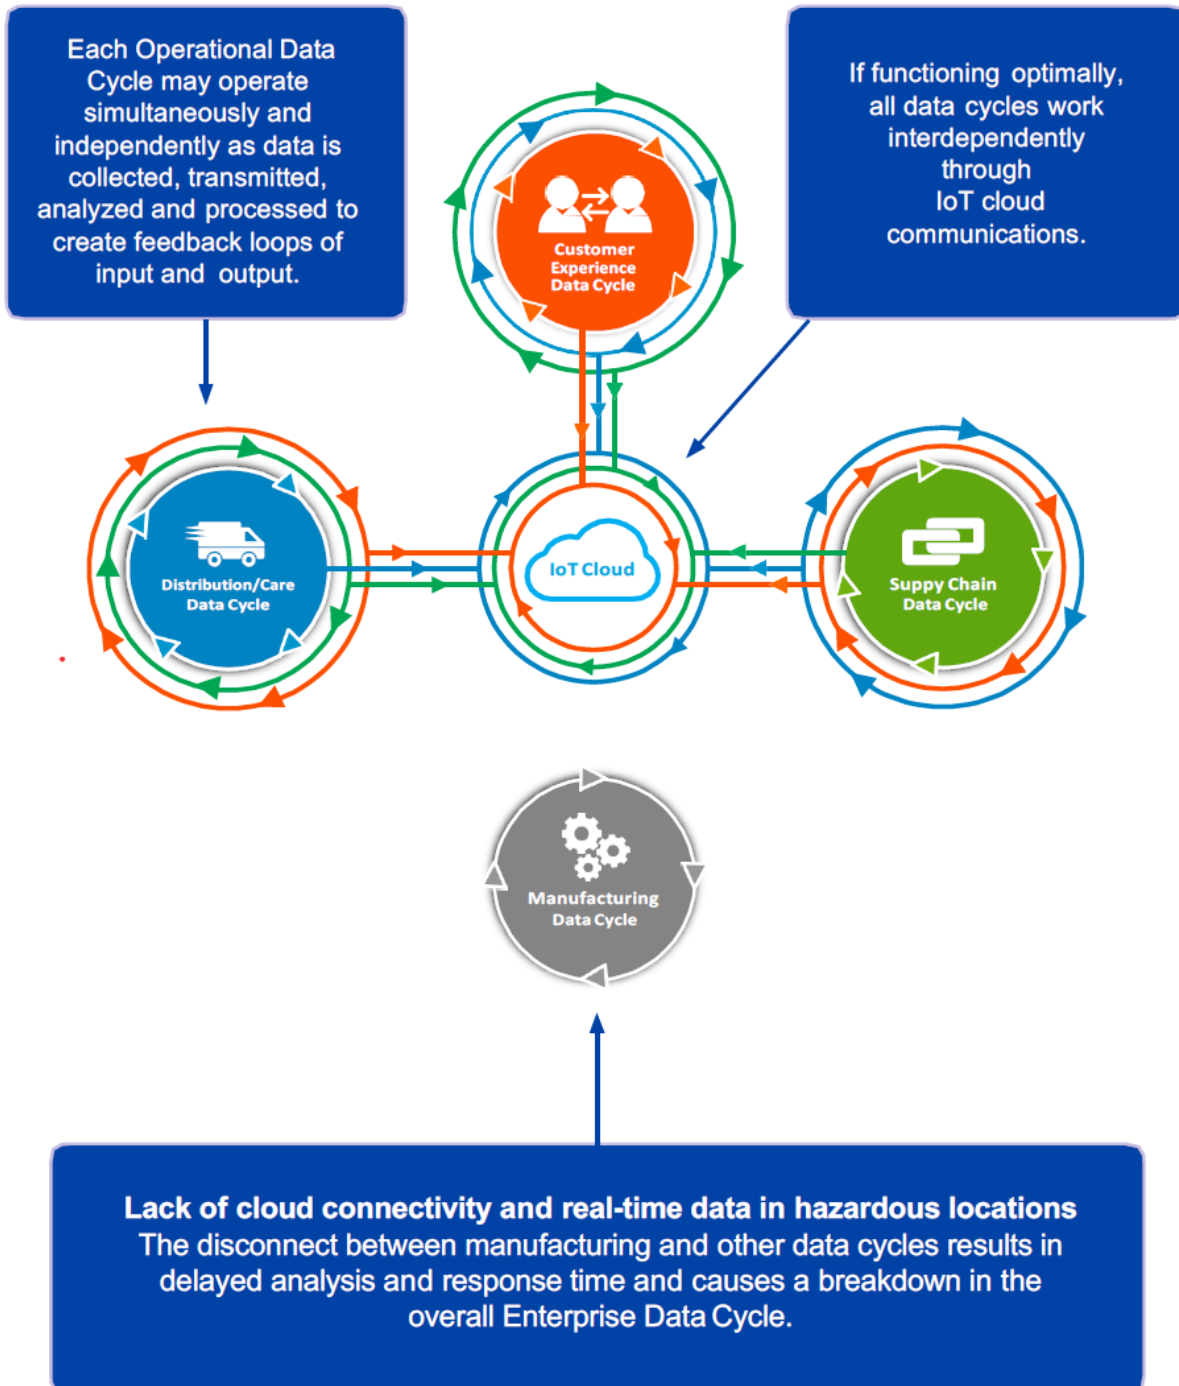 Each Operational Data
Cycle may operate
simultaneously and
independently as data is
collected, transmitted,
analyzed and processed to
create feedback loops of
input and output.
If functioning optimally,
all data cycles work
interdependently
through
IoT cloud
communications.
Customer
Experience
Data Cycle
Distribution/Care
Data Cycle
IoT Cloud
Suppy Chain
Data Cycle
Manufacturing
Data Cycle
Lack of cloud connectivity and real-time data in hazardous locations
The disconnect between manufacturing and other data cycles results in
delayed analysis and response time and causes a breakdown in the
overall Enterprise Data Cycle.